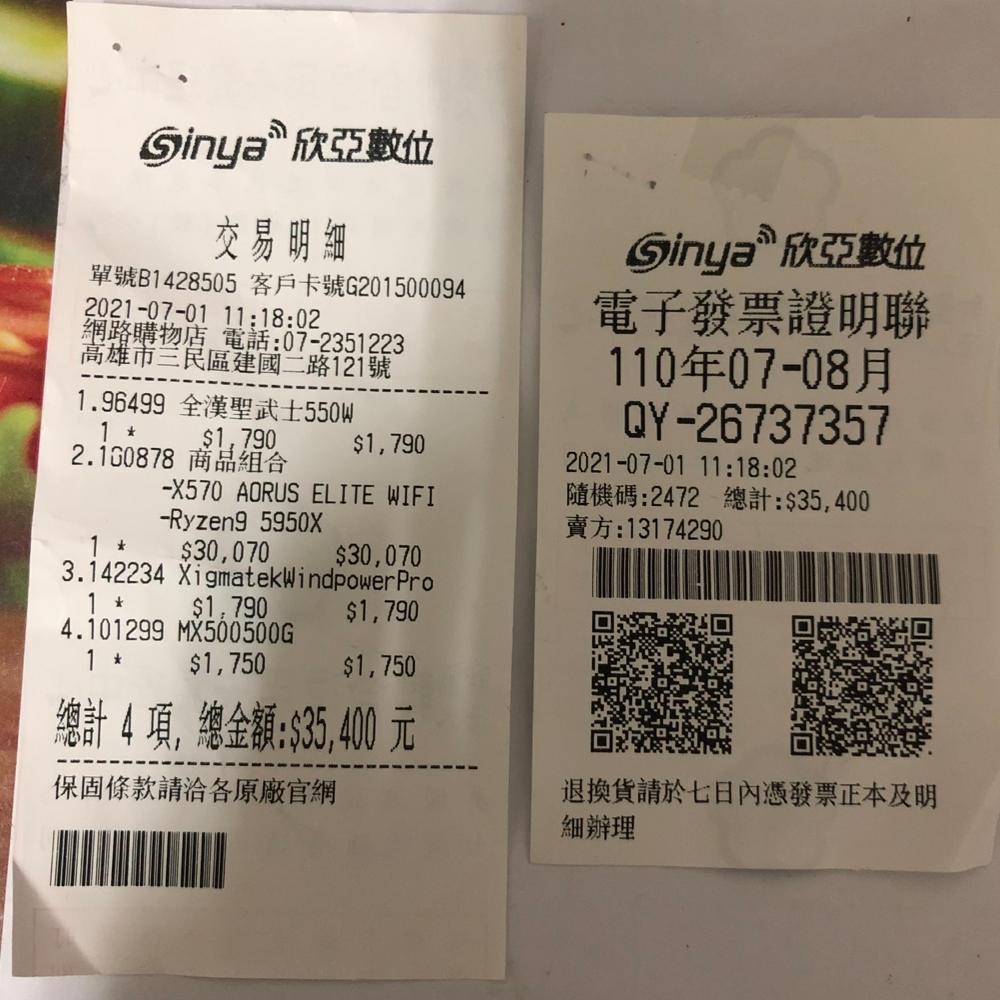 Sinya 欣亞數位
交易明細
單號B1428505 客戶卡號G201500094
2021-07-01 11:18:02
網路購物店 電話:07-2351223
高雄市三民區建國二路121號
1.96499 全漢聖武士550W
1 * $1,790 $1,790
2.100878 商品組合
-X570 AORUS ELITE WIFI
-Ryzen9 5950X
1 * $30,070 $30,070
3.142234 XigmatekWindpowerPro
1 * $1,790 $1,790
4.101299 MX500500G
1 * $1,750 $1,750
總計 4 項, 總金額:$35,400 元
保固條款請洽各原廠官網
Sinya 欣亞數位
電子發票證明聯
110年07-08月
QY-26737357
2021-07-01 11:18:02
隨機碼:2472 總計:$35,400
賣方:13174290
退換貨請於七日內憑發票正本及明
細辦理